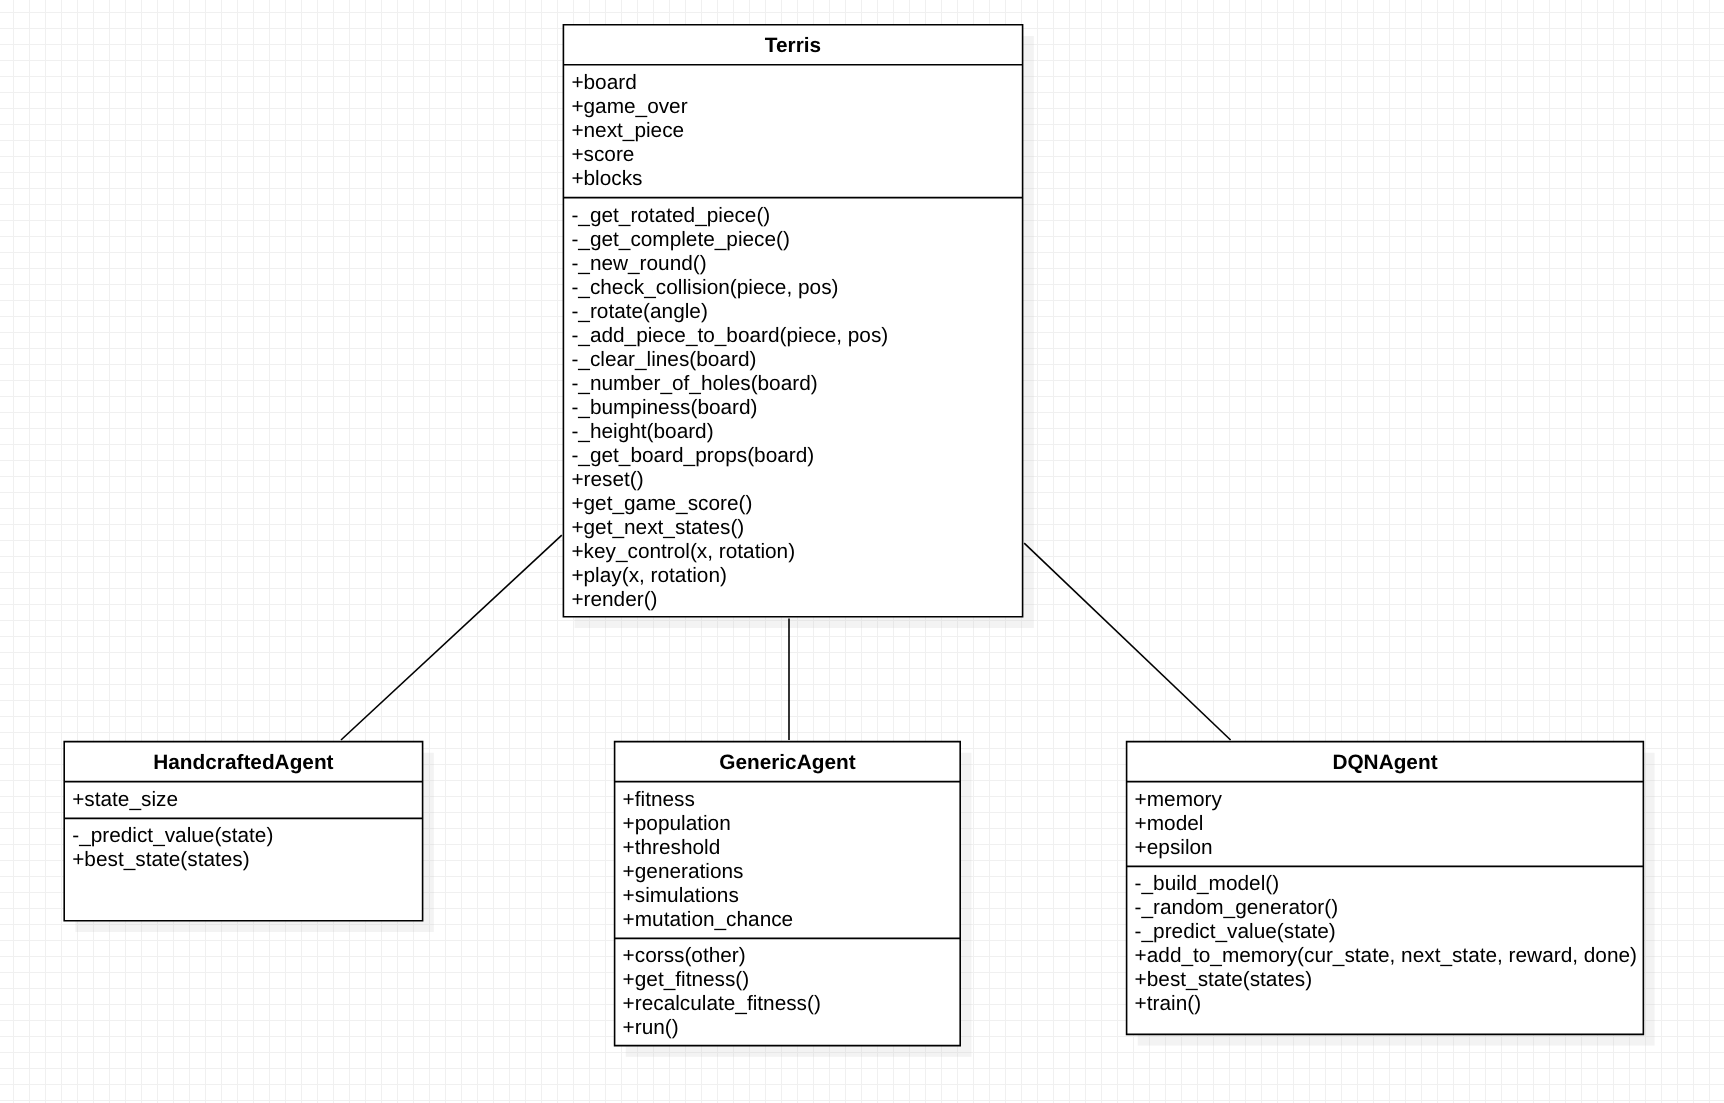 Terris
+board
+game_over
+next_piece
+score
+blocks
-_get_rotated_piece()
-_get_complete_piece()
-_new_round()
-_check_collision(piece, pos)
-_rotate(angle)
-_add_piece_to_board(piece, pos)
-_clear_lines(board)
-_number_of_holes(board)
-_bumpiness(board)
-_height(board)
-_get_board_props(board)
+reset()
+get_game_score()
+get_next_states()
+key_control(x, rotation)
+play(x, rotation)
+render()
HandcraftedAgent
+state_size
-_predict_value(state)
+best_state(states)
GenericAgent
+fitness
+population
+threshold
+generations
+simulations
+mutation_chance
+corss(other)
+get_fitness()
+recalculate_fitness()
+run()
DQNAgent
+memory
+model
+epsilon
-_build_model()
-_random_generator()
-_predict_value(state)
+add_to_memory(cur_state, next_state, reward, done)
+best_state(states)
+train()